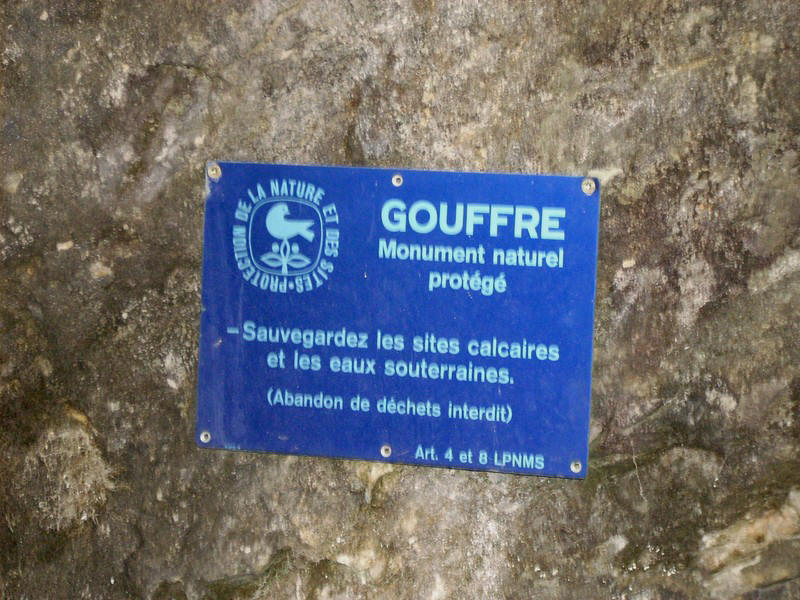 PROTECTION DE LA NATURE ET DES SITES •
GOUFFRE
Monument naturel
protégé
–Sauvegardez les sites calcaires
et les eaux souterraines.
(Abandon de déchets interdit)
Art. 4 et 8 LPNMS